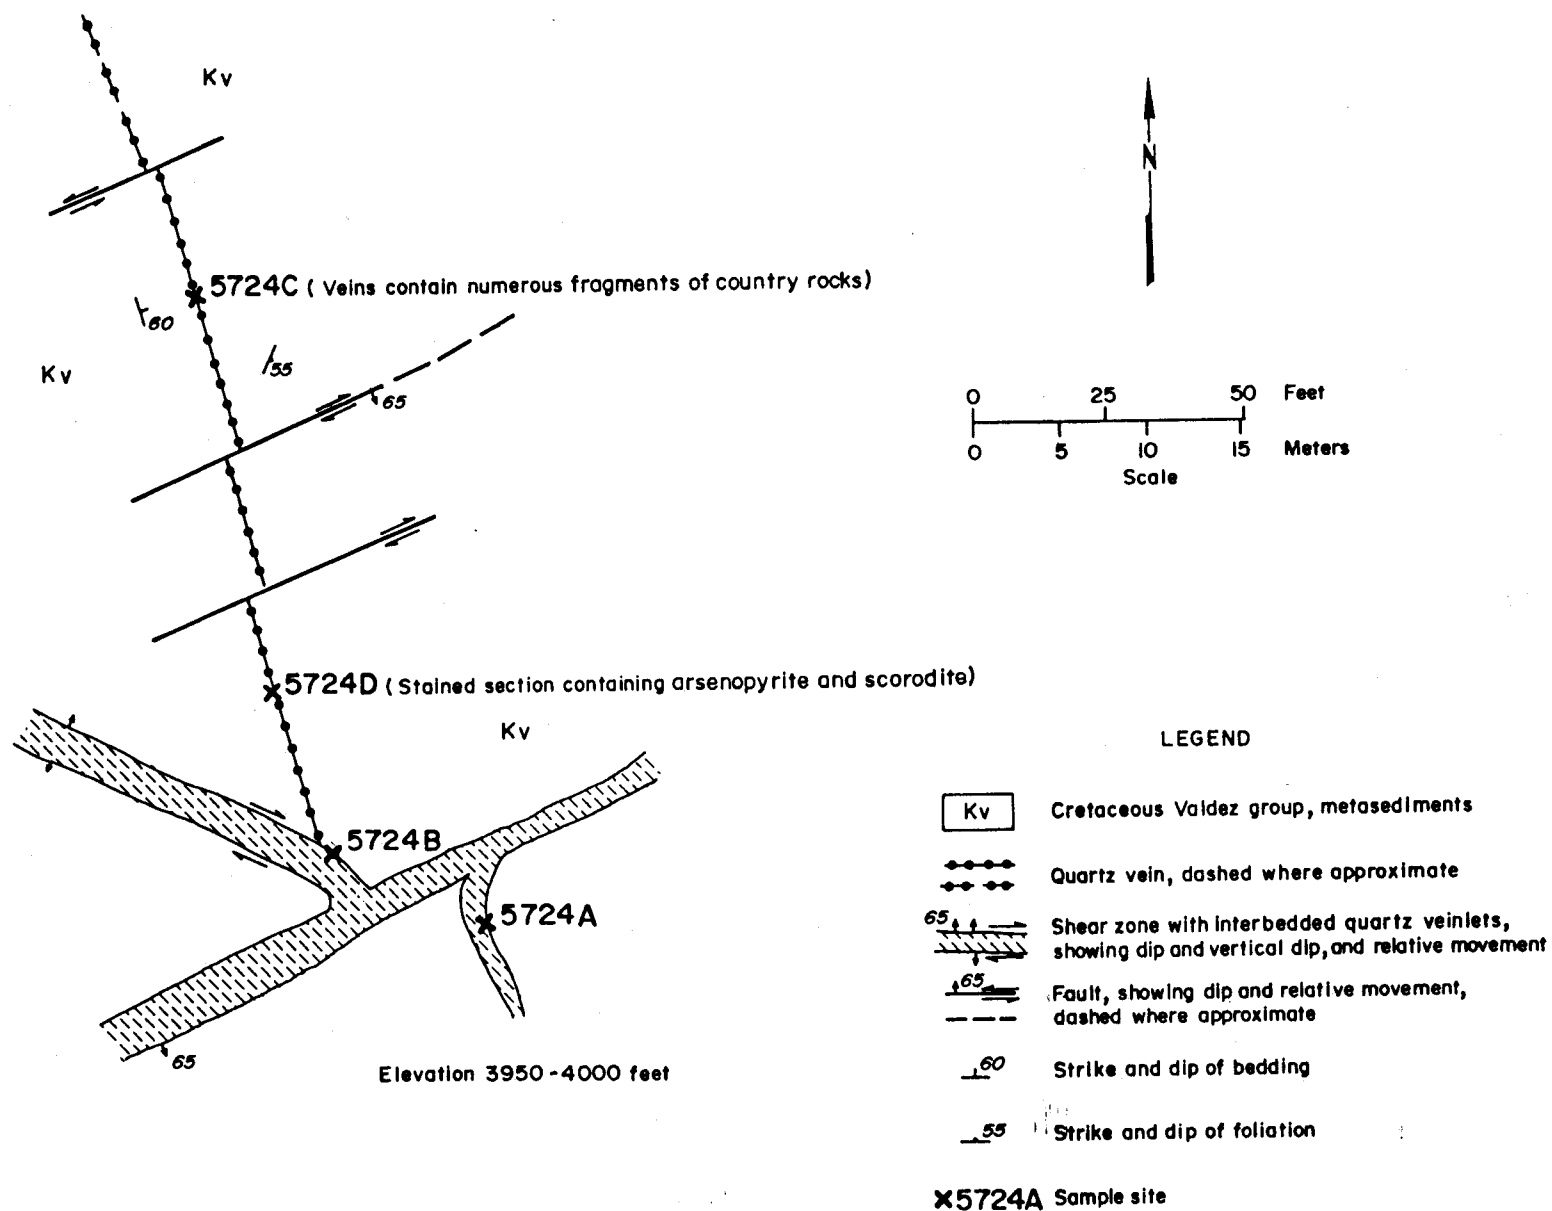 Kv
N
5724C (Veins contain numerous fragments of country rocks)
60
55
Kv
65
0 25 50 Feet
0 5 10 15 Meters
Scale
5724D (Stained section containing arsenopyrite and scorodite)
Kv
5724B
5724A
65
Elevation 3950-4000 feet
LEGEND
Kv Cretaceous Valdez group, metasediments
Quartz vein, dashed where approximate
65 Shear zone with interbedded quartz veinlets,
showing dip and vertical dip, and relative movement
65 Fault, showing dip and relative movement,
dashed where approximate
60 Strike and dip of bedding
55 Strike and dip of foliation
5724A Sample site